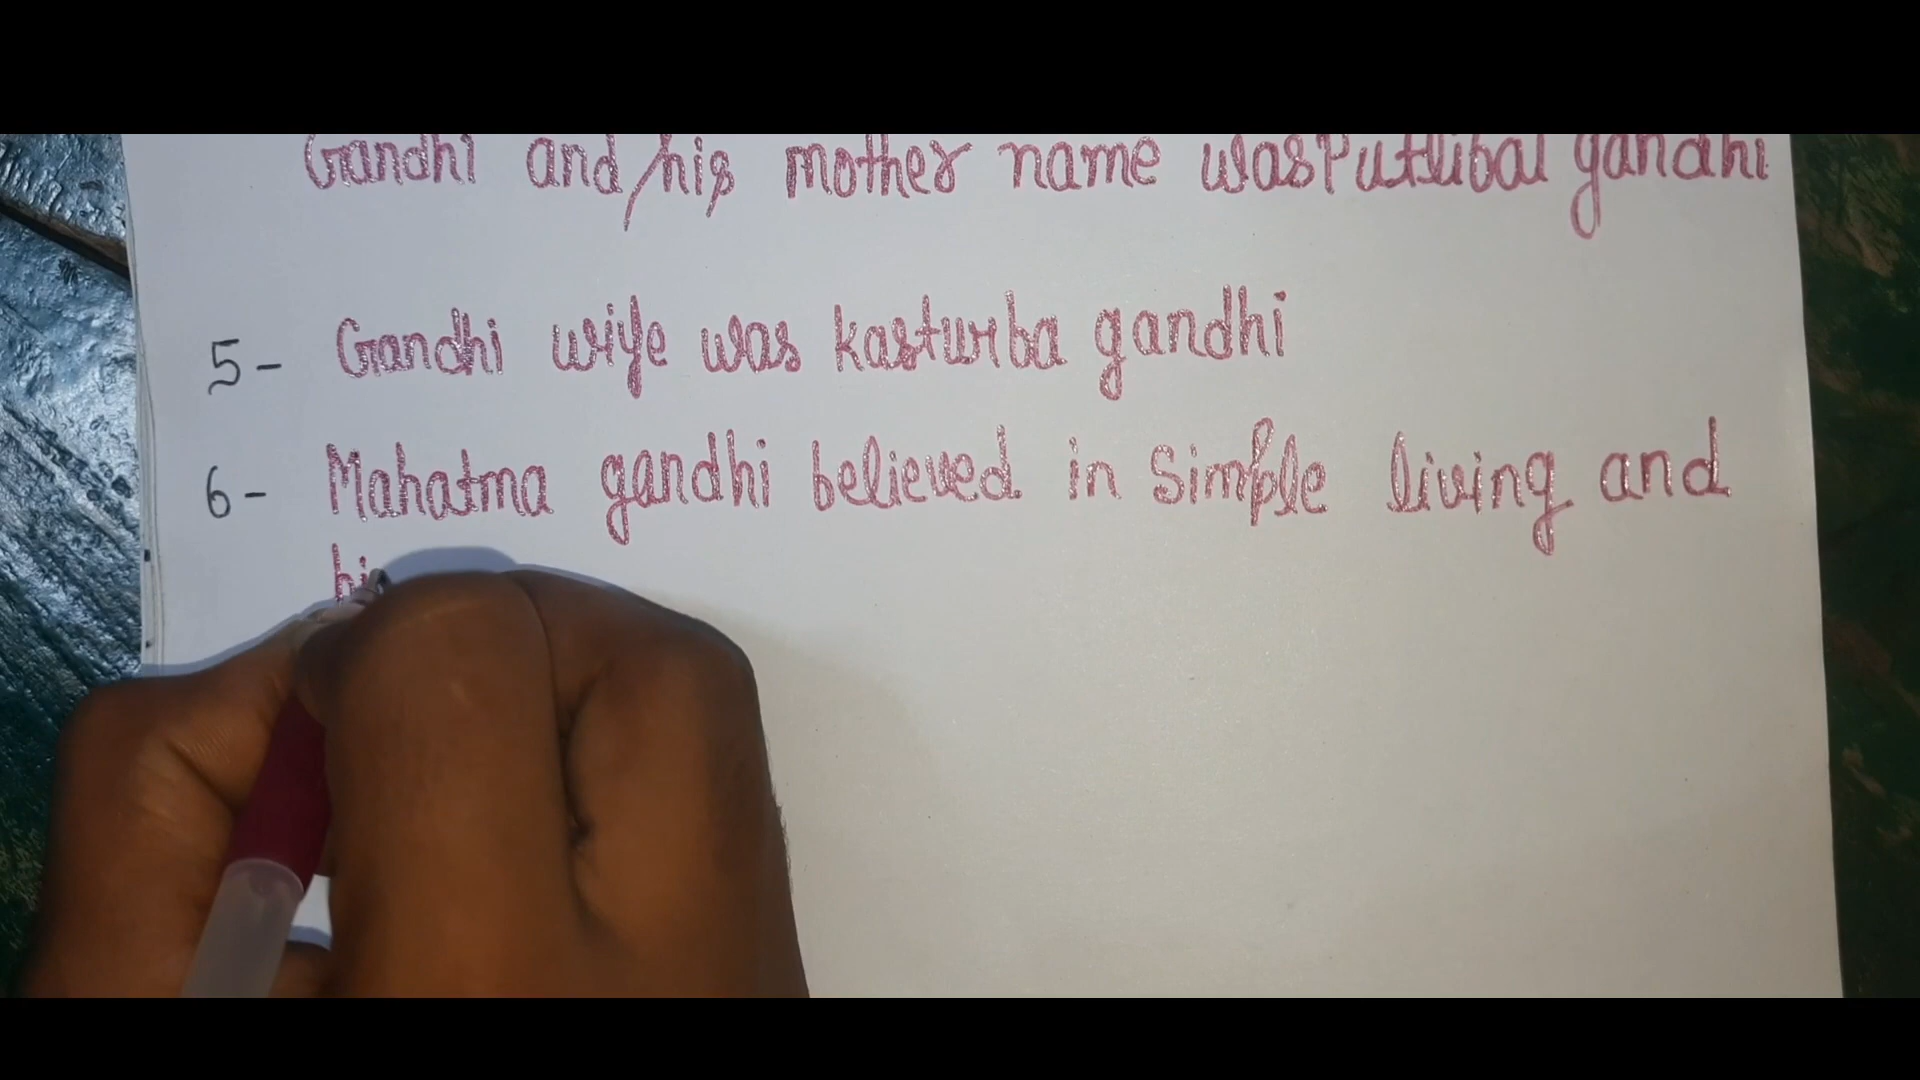 Gandhi and his mother name was Putlibai gandhi
5- Gandhi wife was kasturba gandhi
6- Mahatma gandhi believed in Simple living and
hi